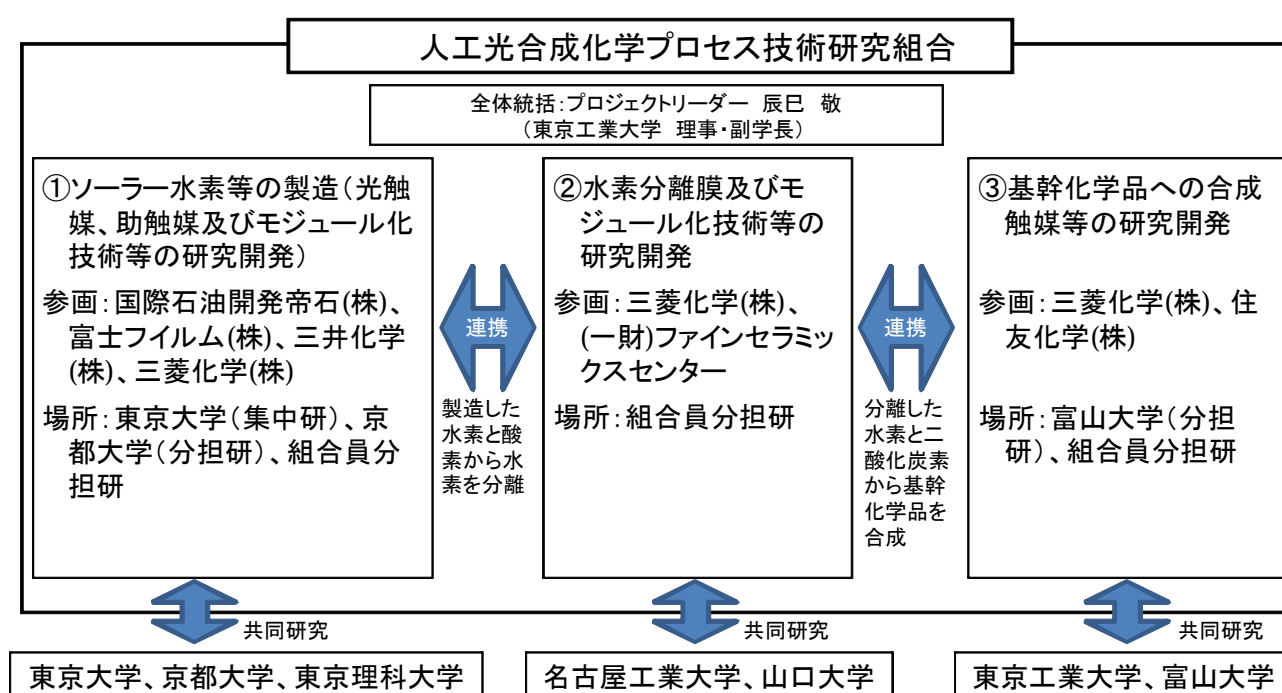 人工光合成化学プロセス技術研究組合
全体統括:プロジェクトリーダー 辰巳 敬
(東京工業大学 理事・副学長)
①ソーラー水素等の製造(光触
媒、助触媒及びモジュール化
技術等の研究開発)
参画:国際石油開発帝石(株)、
富士フイルム(株)、三井化学
(株)、三菱化学(株)
場所:東京大学(集中研)、京
都大学(分担研)、組合員分
担研
連携
製造した
水素と酸
素から水
素を分離
②水素分離膜及びモ
ジュール化技術等の
研究開発
参画:三菱化学(株)、
(一財)ファインセラミッ
クスセンター
場所:組合員分担研
連携
分離した
水素と二
酸化炭素
から基幹
化学品を
合成
③基幹化学品への合成
触媒等の研究開発
参画:三菱化学(株)、住
友化学(株)
場所:富山大学(分担
研)、組合員分担研
共同研究
共同研究
共同研究
東京大学、京都大学、東京理科大学
名古屋工業大学、山口大学
東京工業大学、富山大学